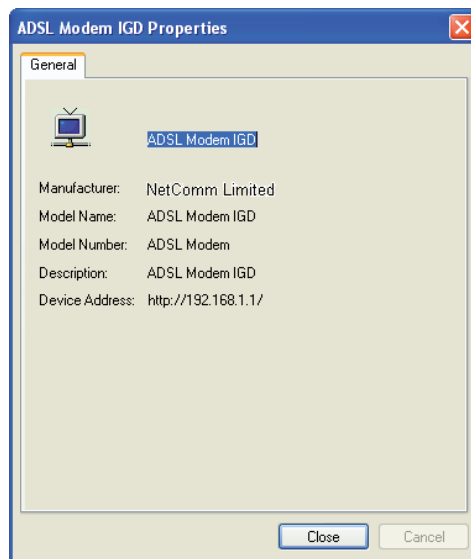 ADSL Modem IGD Properties
General
ADSL Modem IGD
Manufacturer: NetComm Limited
Model Name: ADSL Modem IGD
Model Number: ADSL Modem
Description: ADSL Modem IGD
Device Address: http://192.168.1.1/
Close Cancel